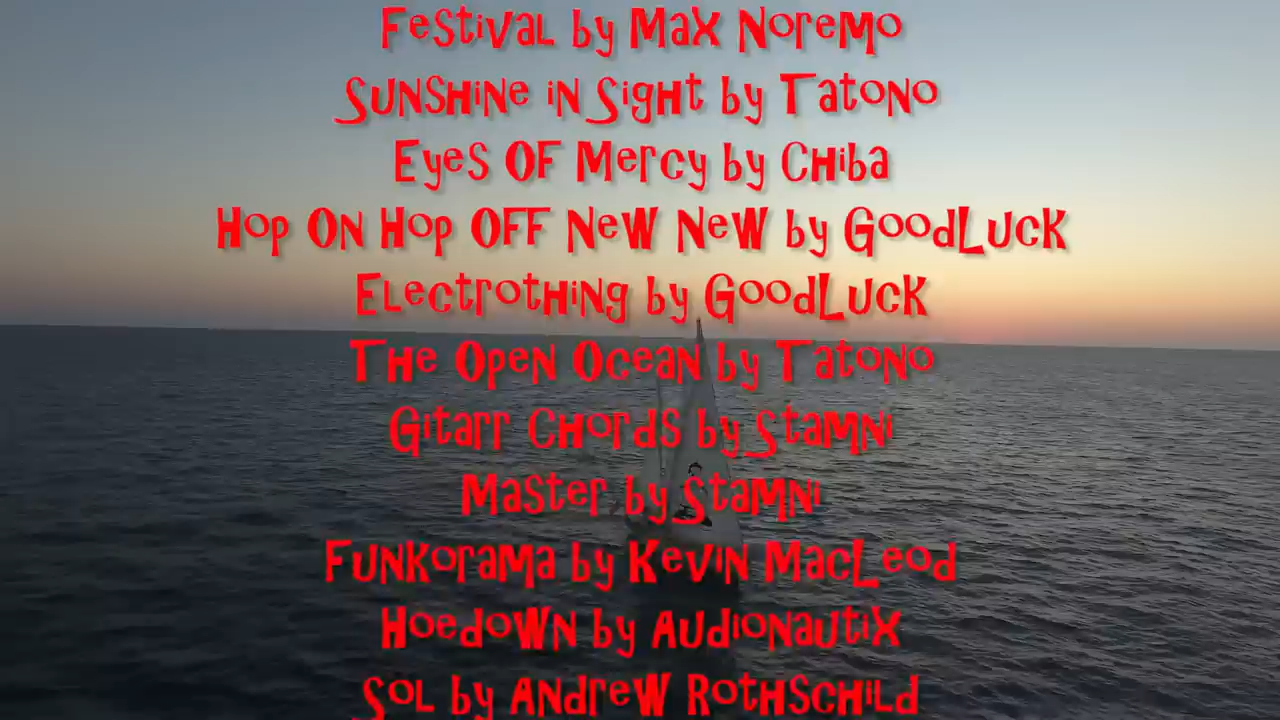 Festival by Max Noremo
Sunshine in Sight by Tatono
Eyes Of Mercy by Chiba
Hop On Hop Off New New by Goodluck
Electrothing by Goodluck
The Open Ocean by Tatono
Gitarr Chords by Stamni
Master by Stamni
Funkorama by Kevin MacLeod
Hoedown by Audionautix
Sol by Andrew Rothschild